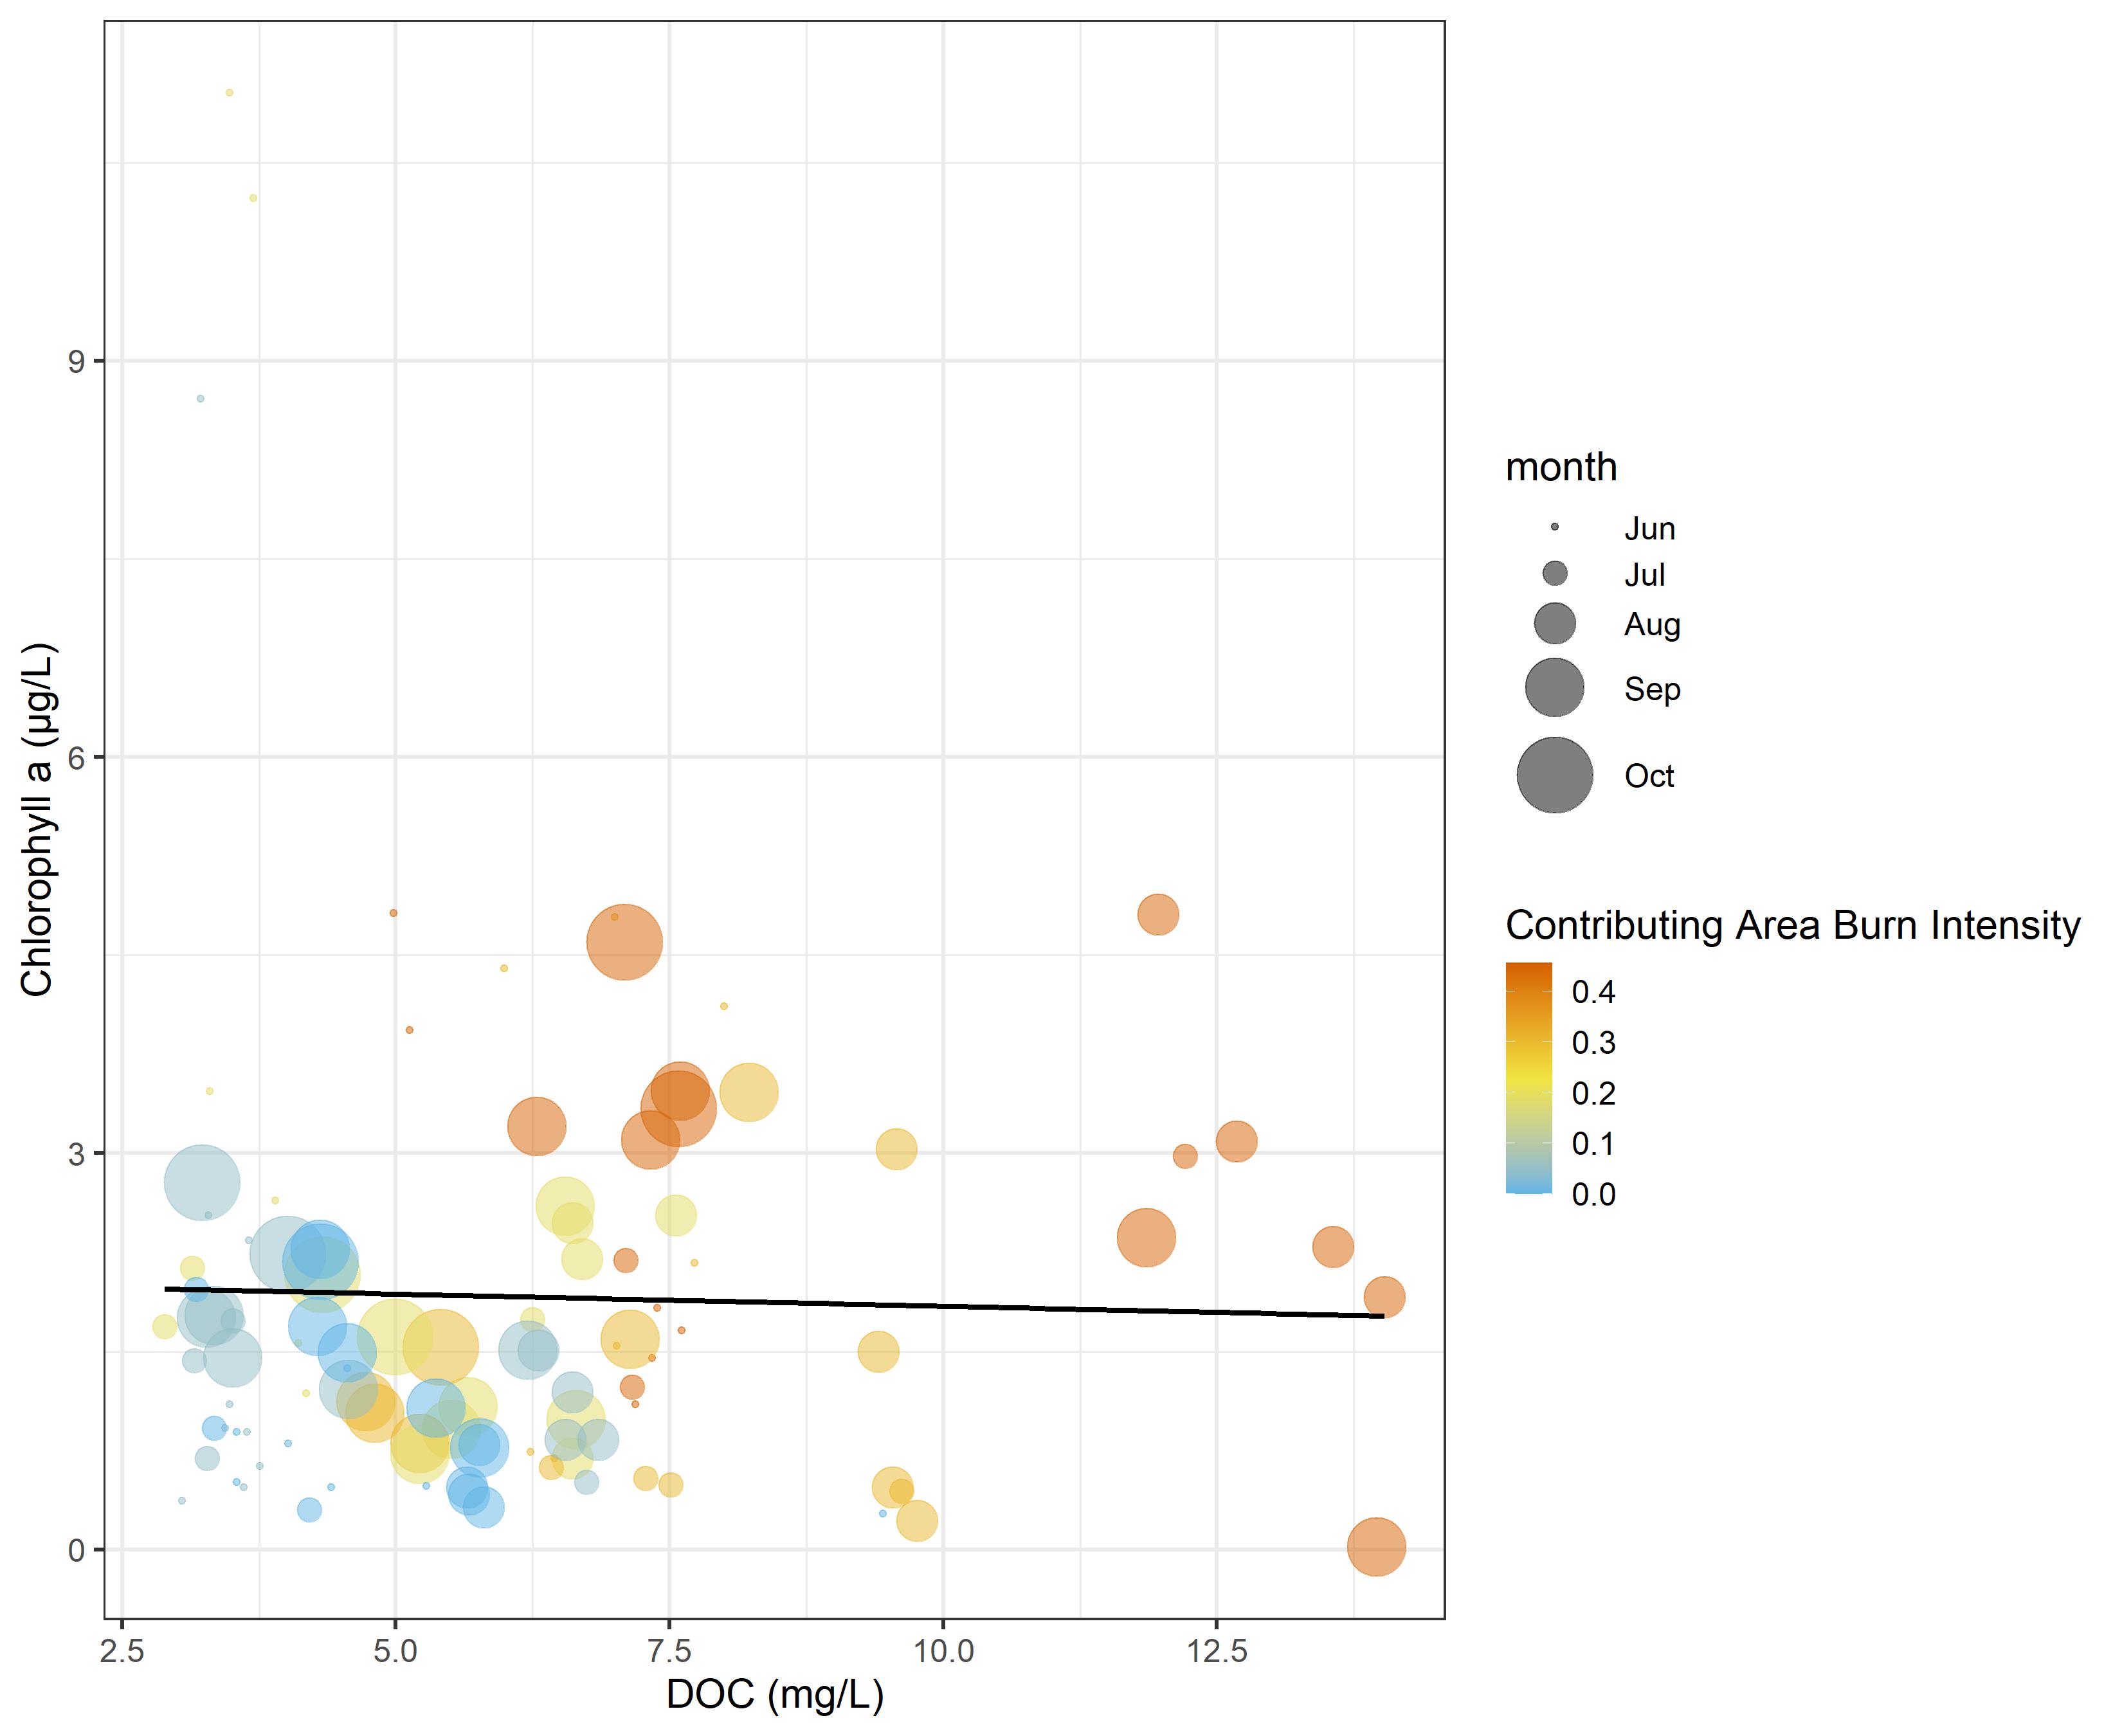 Chlorophyll a (µg/L)
9
6
3
0
2.5 5.0 7.5 10.0 12.5
DOC (mg/L)
month
Jun
Jul
Aug
Sep
Oct
Contributing Area Burn Intensity
0.4
0.3
0.2
0.1
0.0